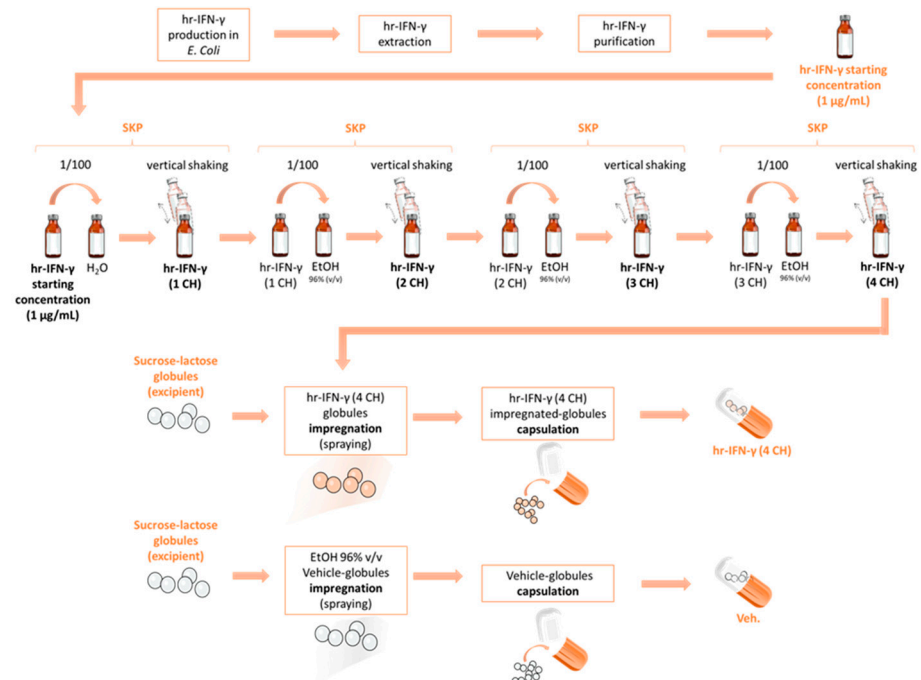 hr-IFN-γ
production in
E. Coli
hr-IFN-γ
extraction
hr-IFN-γ
purification
hr-IFN-γ starting
concentration
(1 µg/mL)
SKP
SKP
SKP
SKP
1/100
vertical shaking
1/100
vertical shaking
1/100
vertical shaking
1/100
vertical shaking
hr-IFN-γ
starting
concentration
(1 µg/mL)
H₂O
hr-IFN-γ
(1 CH)
hr-IFN-γ
(1 CH)
EtOH
96% (v/v)
hr-IFN-γ
(2 CH)
hr-IFN-γ
(2 CH)
EtOH
96% (v/v)
hr-IFN-γ
(3 CH)
hr-IFN-γ
(3 CH)
EtOH
96% (v/v)
hr-IFN-γ
(4 CH)
Sucrose-lactose
globules
(excipient)
hr-IFN-γ (4 CH)
globules
impregnation
(spraying)
hr-IFN-γ (4 CH)
impregnated-globules
capsulation
hr-IFN-γ (4 CH)
Sucrose-lactose
globules
(excipient)
EtOH 96% v/v
Vehicle-globules
impregnation
(spraying)
Vehicle-globules
capsulation
Veh.